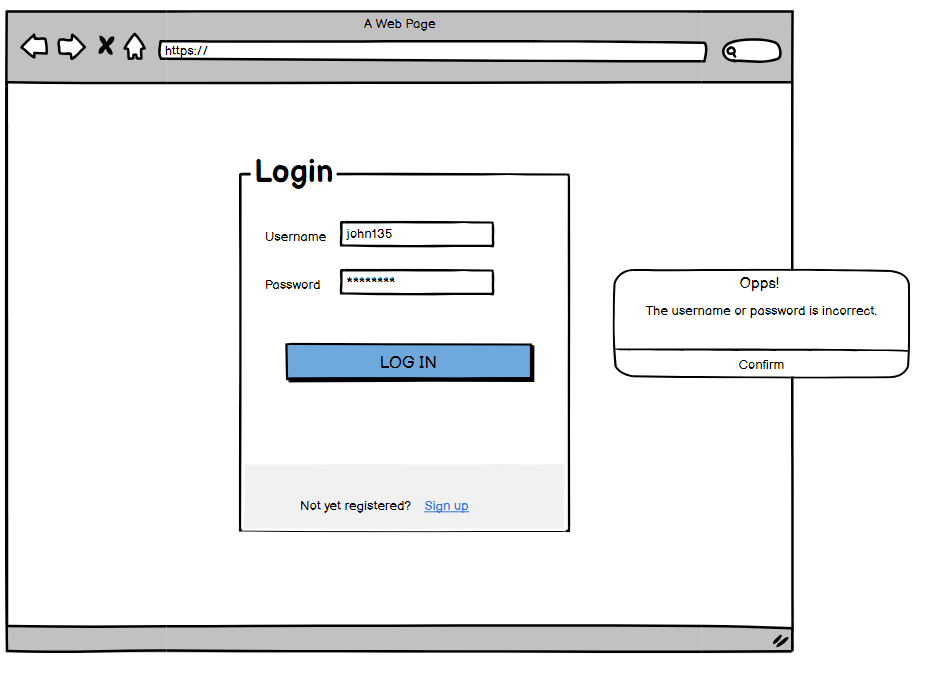 A Web Page
https://
Login
Username john135
Password ********
Opps!
The username or password is incorrect.
LOG IN
Confirm
Not yet registered? Sign up